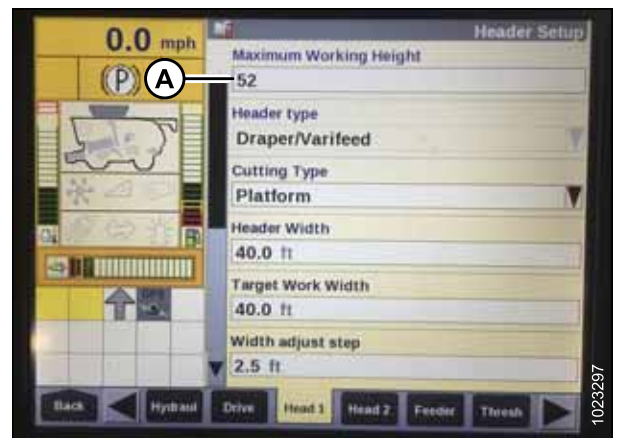 0.0 mph
Header Setup
Maximum Working Height
(P)
A
52
Header type
Draper/Varifeed
Cutting Type
Platform
Header Width
40.0 ft
Target Work Width
40.0 ft
Width adjust step
2.5 ft
Back
Hydraul
Drive
Head 1
Head 2
Feeder
Thresh
1023297